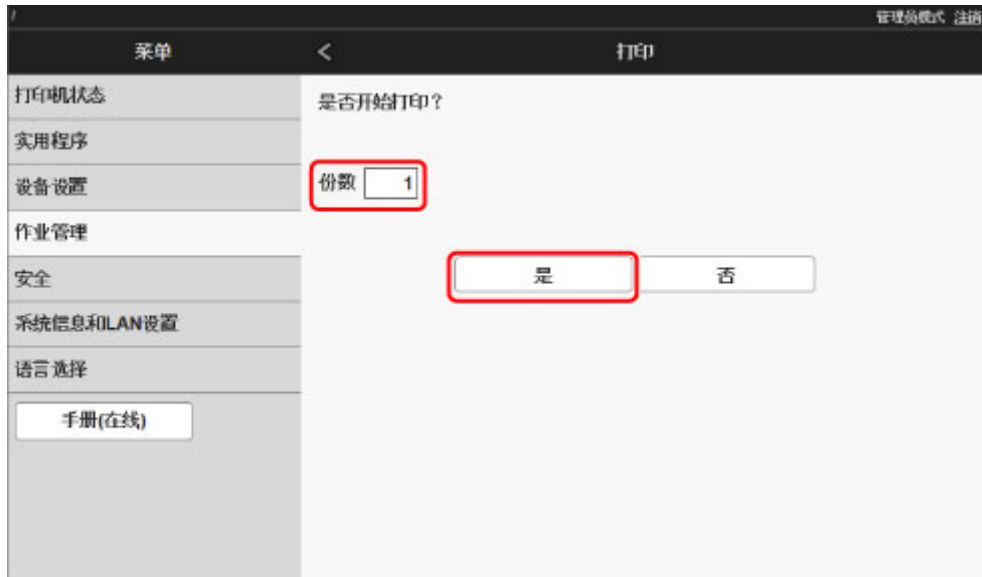 /
管理员模式 注销
菜单
<
打印
打印机状态
实用程序
设备设置
作业管理
安全
系统信息和LAN设置
语言选择
手册(在线)
是否开始打印？
份数 1
是
否